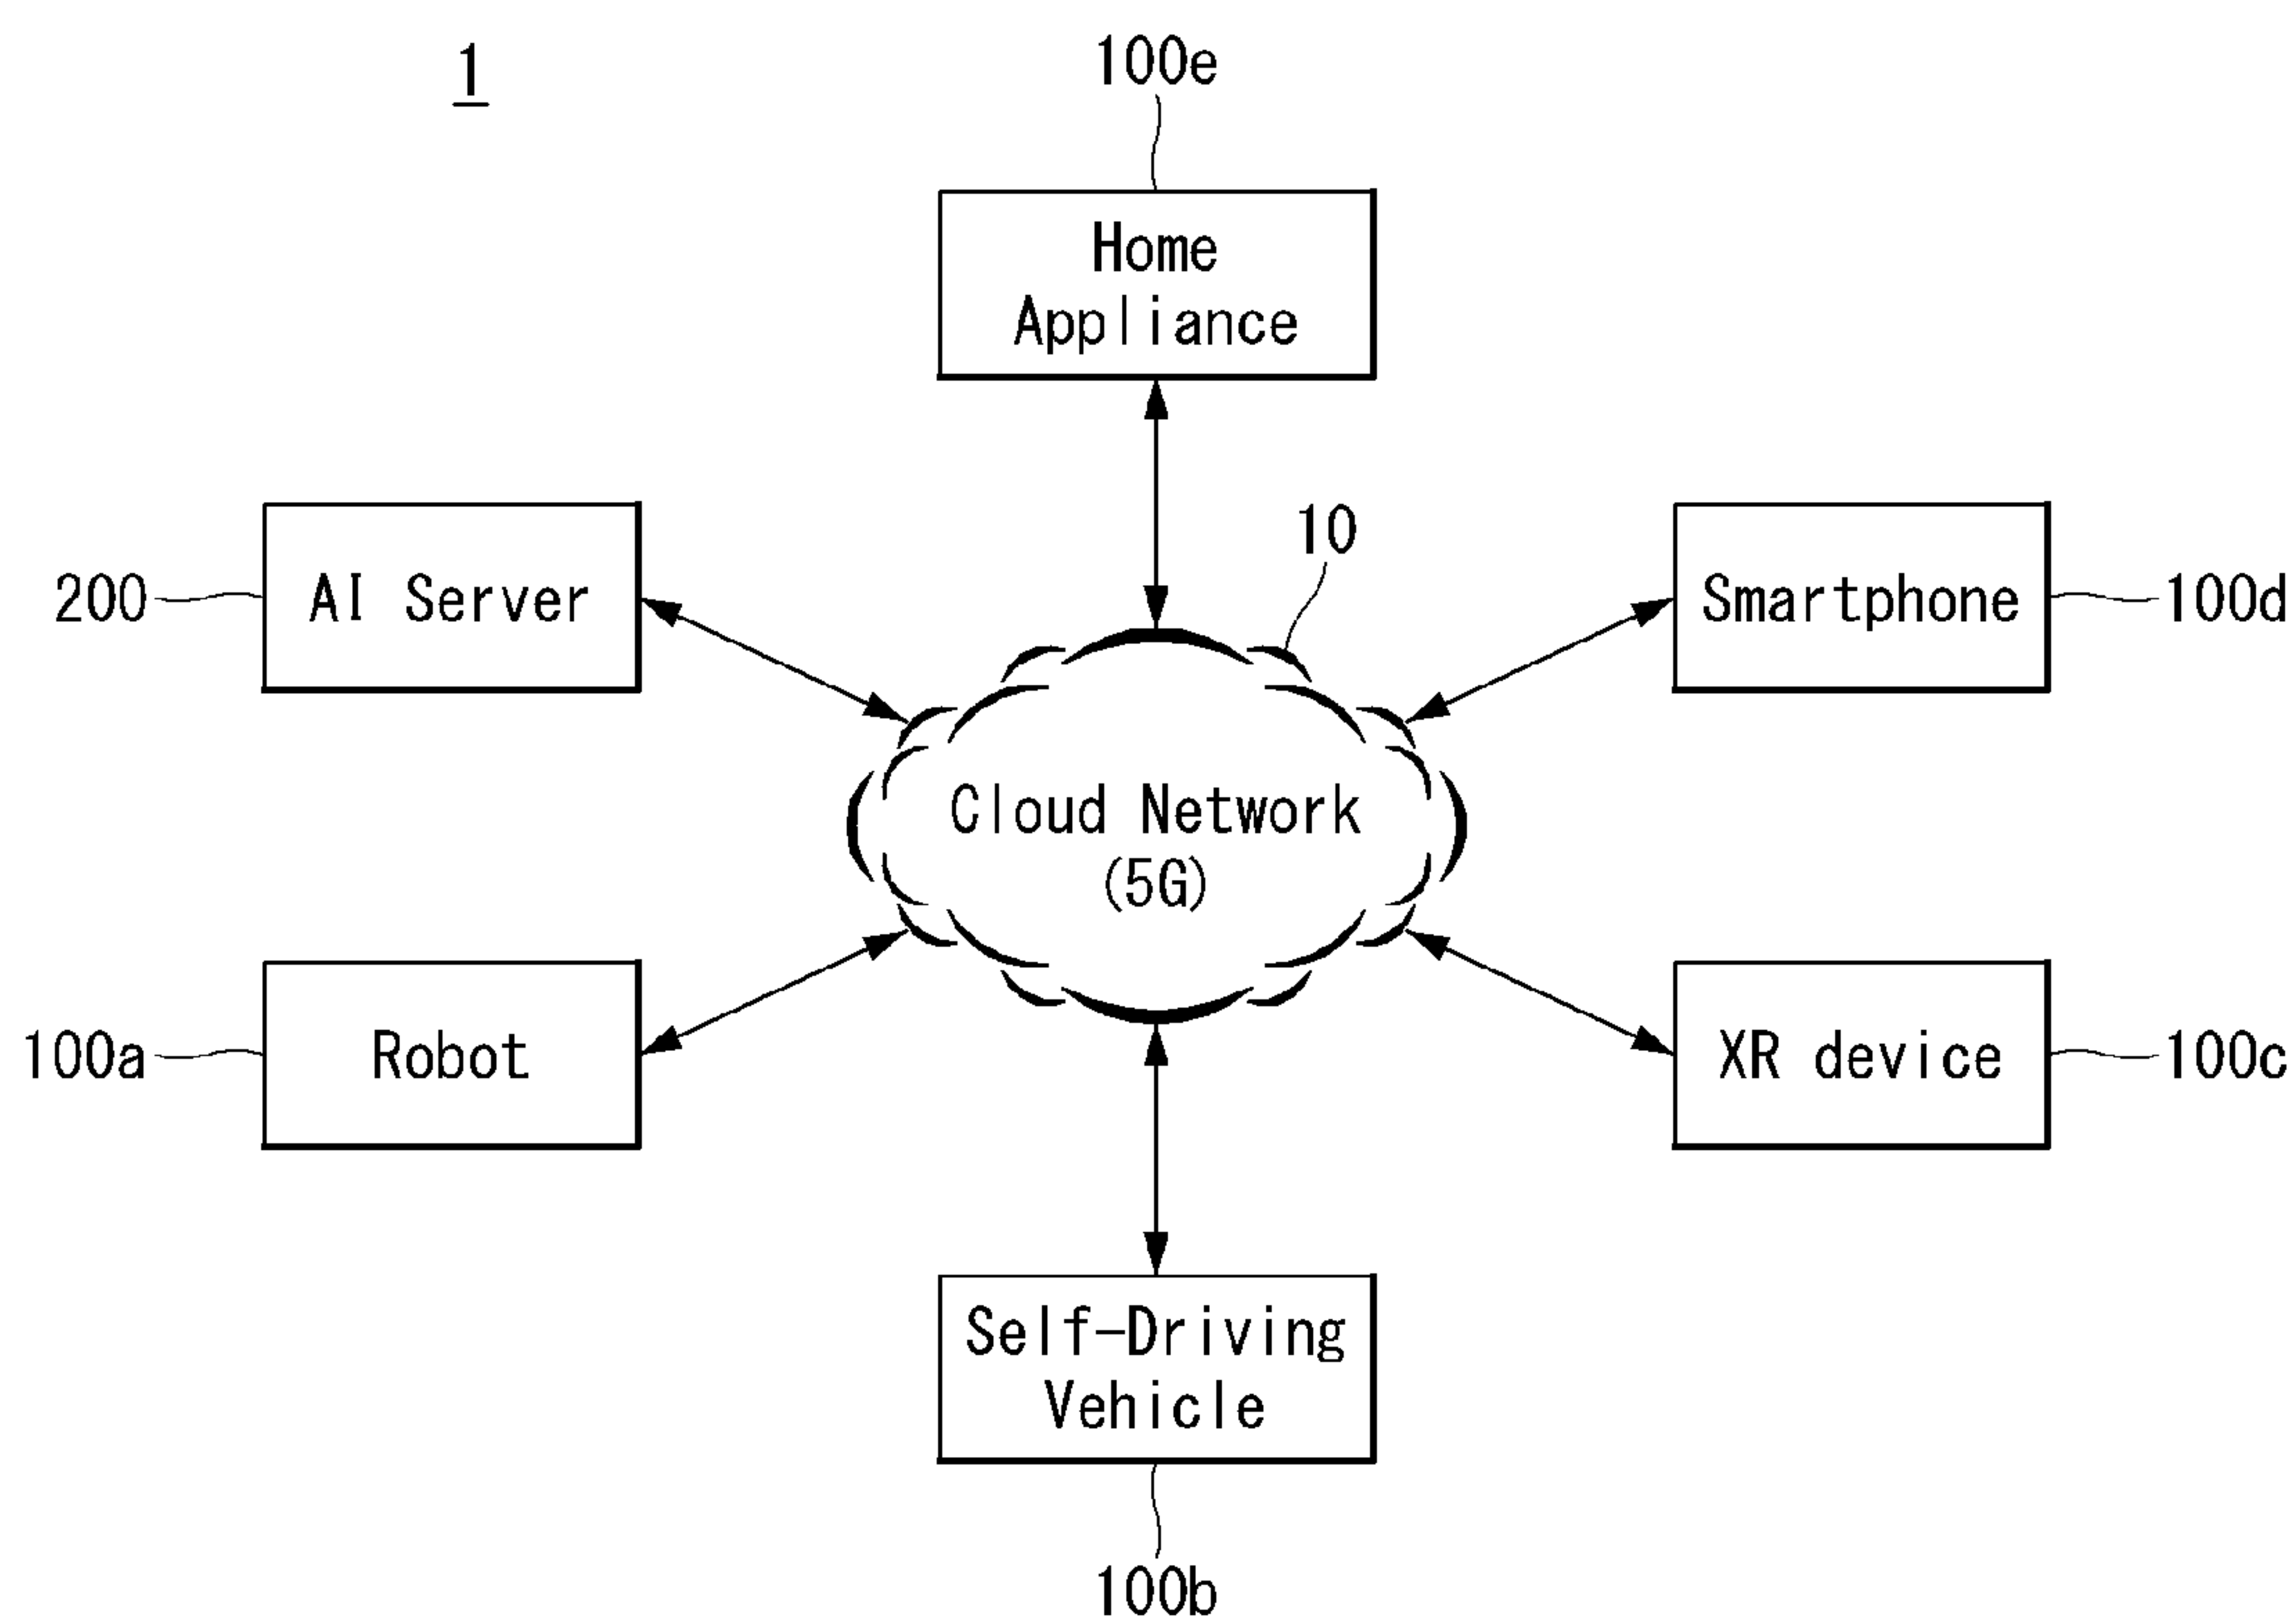 1
100e
Home
Appliance
10
200
AI Server
Smartphone
100d
Cloud Network
(5G)
100a
Robot
XR device
100c
Self-Driving
Vehicle
100b